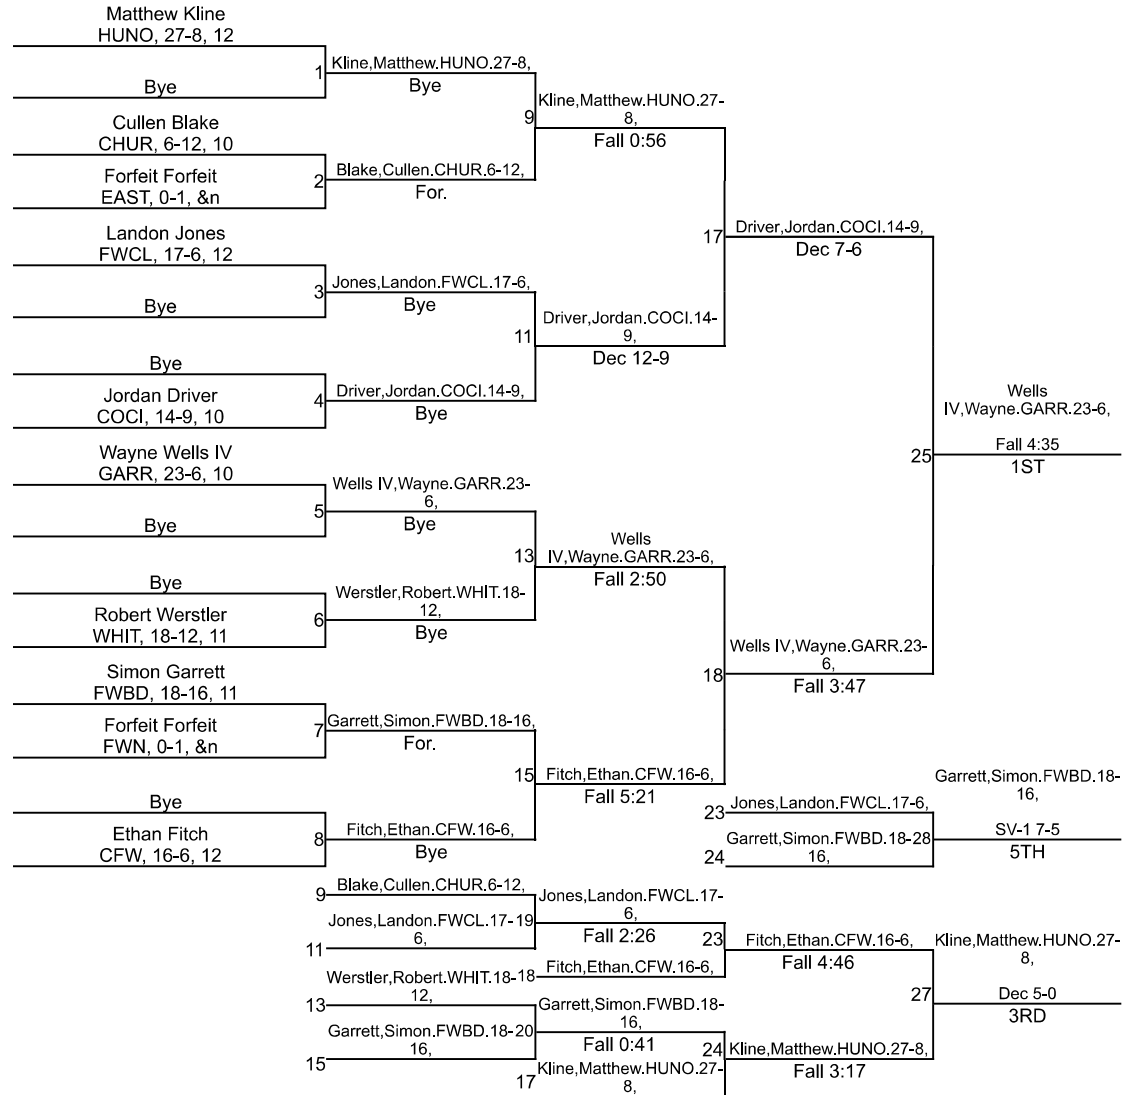 Matthew Kline
HUNO, 27-8, 12
1
Kline,Matthew.HUNO.27-8,
Bye
Bye
9
Kline,Matthew.HUNO.27-
8,
Fall 0:56
Cullen Blake
CHUR, 6-12, 10
Forfeit Forfeit
EAST, 0-1, &n
2
Blake,Cullen.CHUR.6-12,
For.
17
Driver,Jordan.COCI.14-9,
Dec 7-6
Landon Jones
FWCL, 17-6, 12
3
Jones,Landon.FWCL.17-6,
Bye
Bye
11
Driver,Jordan.COCI.14-
9,
Dec 12-9
Bye
Jordan Driver
COCI, 14-9, 10
4
Driver,Jordan.COCI.14-9,
Bye
25
Wells
IV,Wayne.GARR.23-6,
Fall 4:35
1ST
Wayne Wells IV
GARR, 23-6, 10
5
Wells IV,Wayne.GARR.23-
6,
Bye
Bye
13
Wells
IV,Wayne.GARR.23-6,
Fall 2:50
Bye
Robert Werstler
WHIT, 18-12, 11
6
Werstler,Robert.WHIT.18-
12,
Bye
18
Wells IV,Wayne.GARR.23-
6,
Fall 3:47
Simon Garrett
FWBD, 18-16, 11
Forfeit Forfeit
FWN, 0-1, &n
7
Garrett,Simon.FWBD.18-16,
For.
15
Fitch,Ethan.CFW.16-6,
Fall 5:21
Bye
Ethan Fitch
CFW, 16-6, 12
8
Fitch,Ethan.CFW.16-6,
Bye
23
Jones,Landon.FWCL.17-6,
24
Garrett,Simon.FWBD.18-28
16,
Garrett,Simon.FWBD.18-
16,
SV-1 7-5
5TH
9
Blake,Cullen.CHUR.6-12,
11
Jones,Landon.FWCL.17-19
6,
Jones,Landon.FWCL.17-
6,
Fall 2:26
23
Fitch,Ethan.CFW.16-6,
Fall 4:46
18
Fitch,Ethan.CFW.16-6,
13
Werstler,Robert.WHIT.18-
12,
15
Garrett,Simon.FWBD.18-20
16,
Garrett,Simon.FWBD.18-
16,
Fall 0:41
24
Kline,Matthew.HUNO.27-8,
Fall 3:17
17
Kline,Matthew.HUNO.27-
8,
27
Kline,Matthew.HUNO.27-
8,
Dec 5-0
3RD